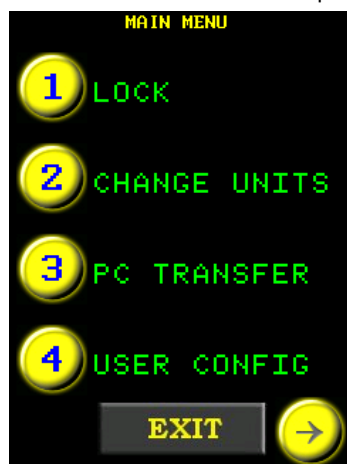 MAIN MENU
1 LOCK
2 CHANGE UNITS
3 PC TRANSFER
4 USER CONFIG
EXIT →